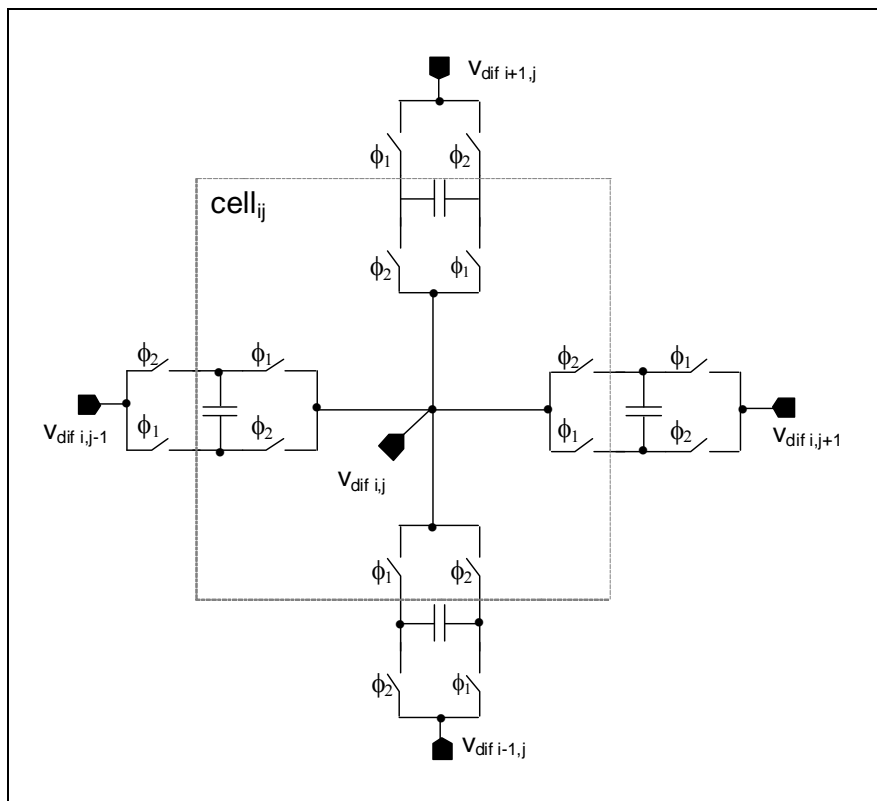 v_dif i+1,j
ϕ₁ ϕ₂
cell_ij
ϕ₂ ϕ₁
ϕ₂ ϕ₁ ϕ₂ ϕ₁
v_dif i,j-1 ϕ₁ ϕ₂ ϕ₁ ϕ₂ v_dif i,j+1
v_dif i,j
ϕ₁ ϕ₂
ϕ₂ ϕ₁
v_dif i-1,j